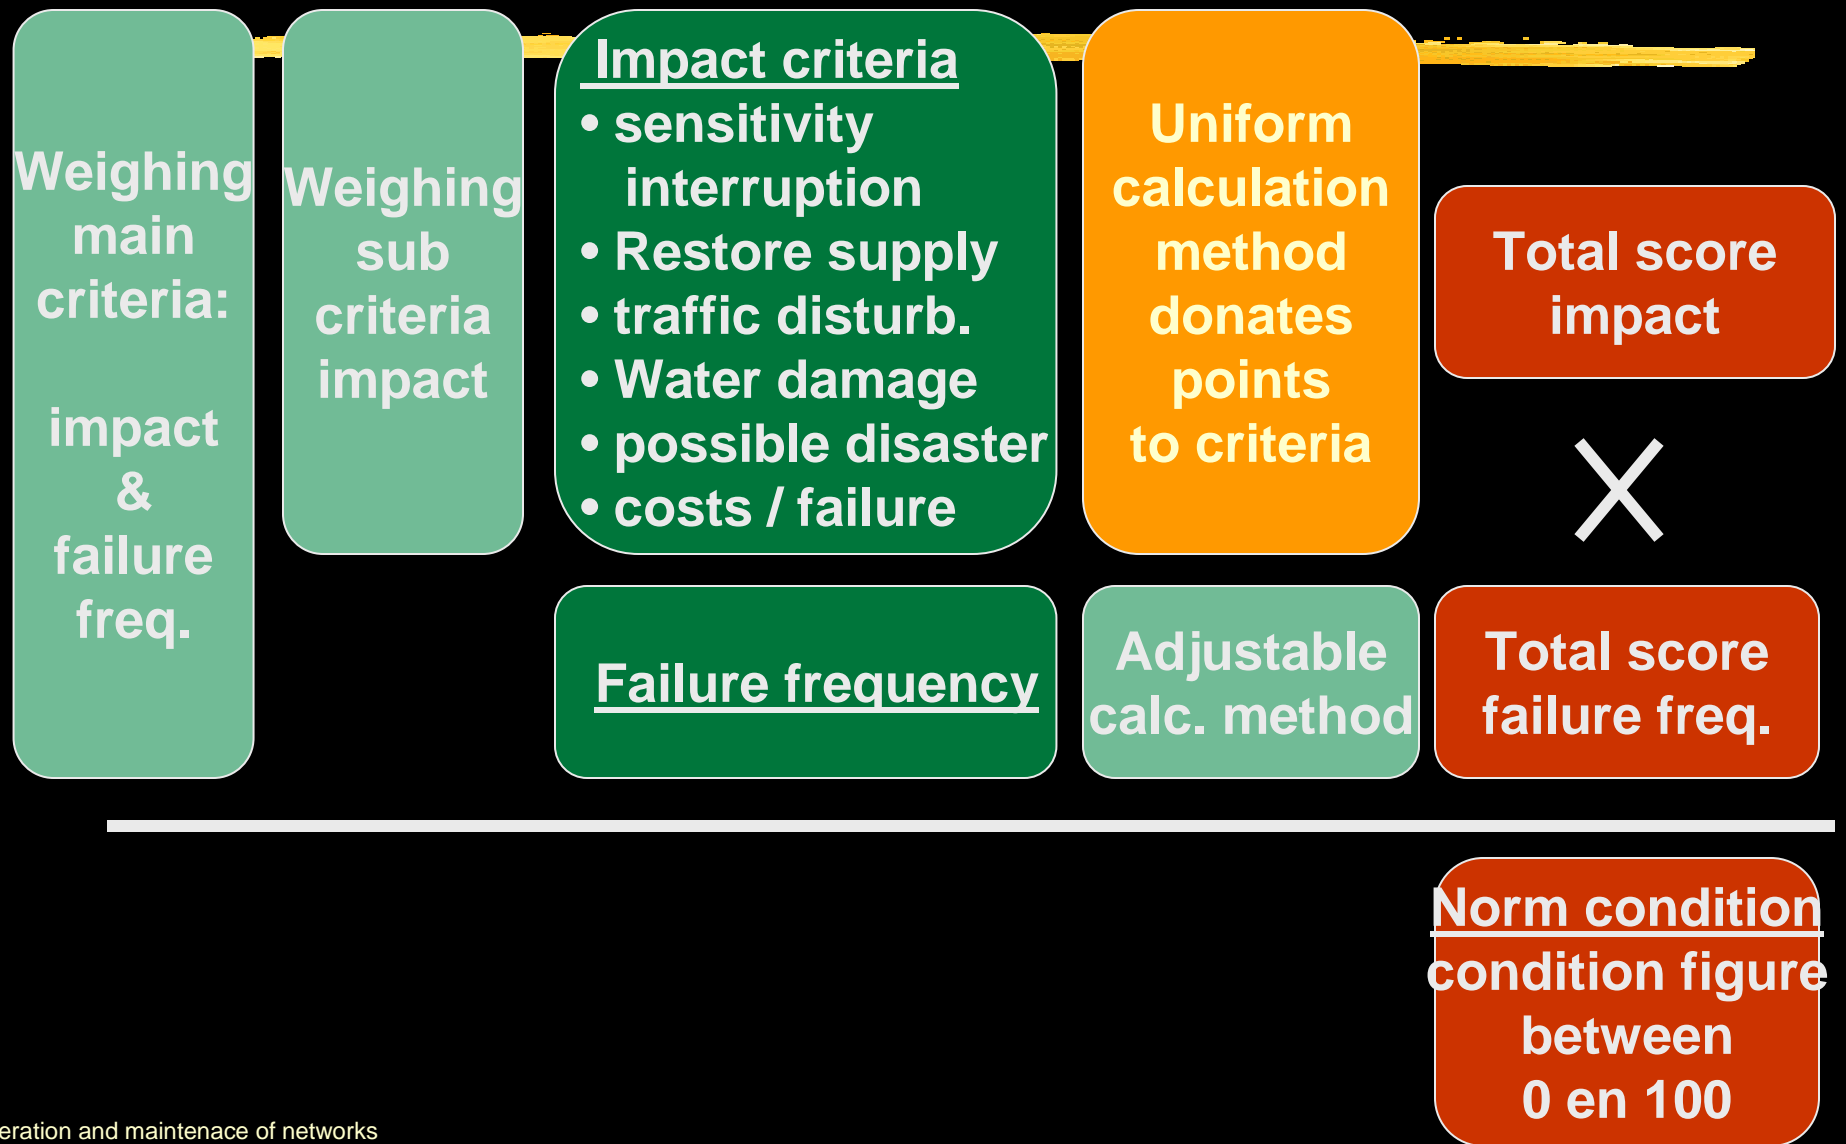 Weighing
main
criteria:
impact
&
failure
freq.
Weighing
sub
criteria
impact
Impact criteria
• sensitivity
interruption
• Restore supply
• traffic disturb.
• Water damage
• possible disaster
• costs / failure
Uniform
calculation
method
donates
points
to criteria
Total score
impact
Failure frequency
Adjustable
calc. method
Total score
failure freq.
Norm condition
condition figure
between
0 en 100
eration and maintenace of networks